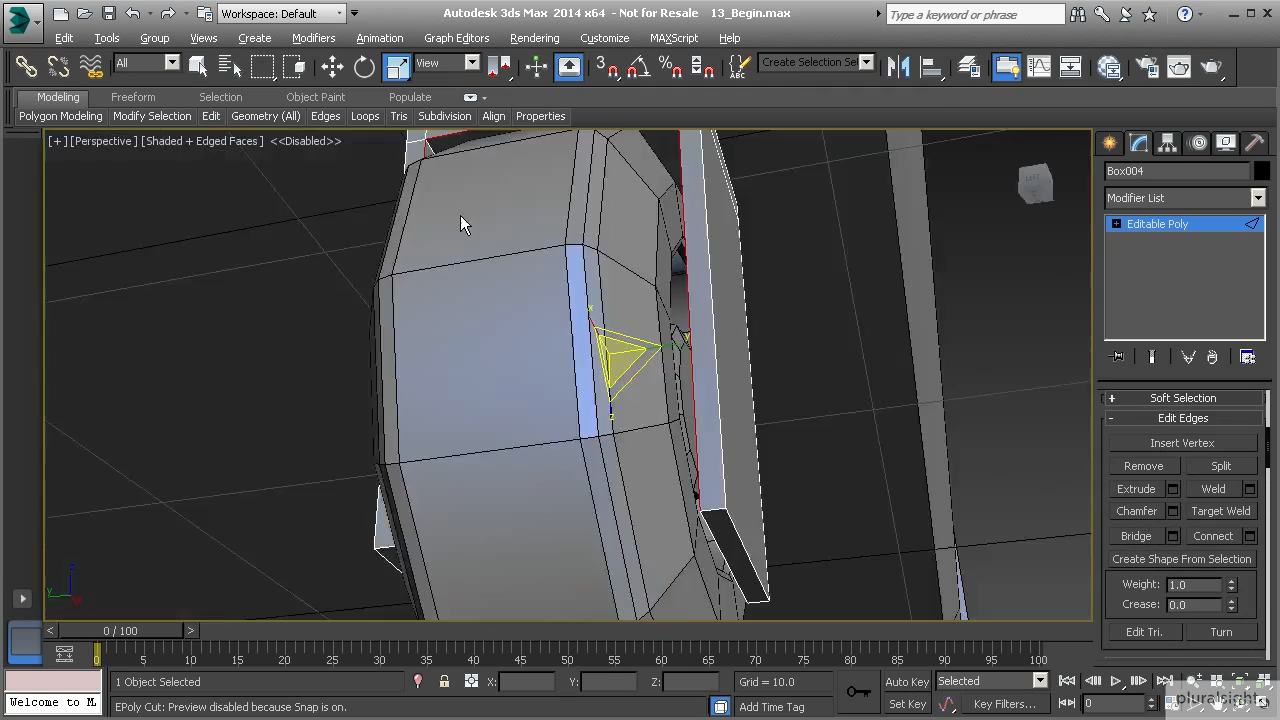 Workspace: Default
Autodesk 3ds Max 2014 x64 - Not for Resale 13_Begin.max
Type a keyword or phrase
Edit Tools Group Views Create Modifiers Animation Graph Editors Rendering Customize MAXScript Help
All
View
3
Create Selection Se
Modeling Freeform Selection Object Paint Populate
Polygon Modeling Modify Selection Edit Geometry (All) Edges Loops Tris Subdivision Align Properties
[+] [Perspective] [Shaded + Edged Faces] <<Disabled>>
LEFT
Box004
Modifier List
Editable Poly
+ Soft Selection
- Edit Edges
Insert Vertex
Remove Split
Extrude Weld
Chamfer Target Weld
Bridge Connect
Create Shape From Selection
Weight: 1.0
Crease: 0.0
Edit Tri. Turn
x
z
z
y
< 0 / 100 >
0 5 10 15 20 25 30 35 40 45 50 55 60 65 70 75 80 85 90 95 100
1 Object Selected
X: Y: Z:
Grid = 10.0
Auto Key Selected
Welcome to M
EPoly Cut: Preview disabled because Snap is on.
Add Time Tag
Set Key Key Filters...
0
pluralsight